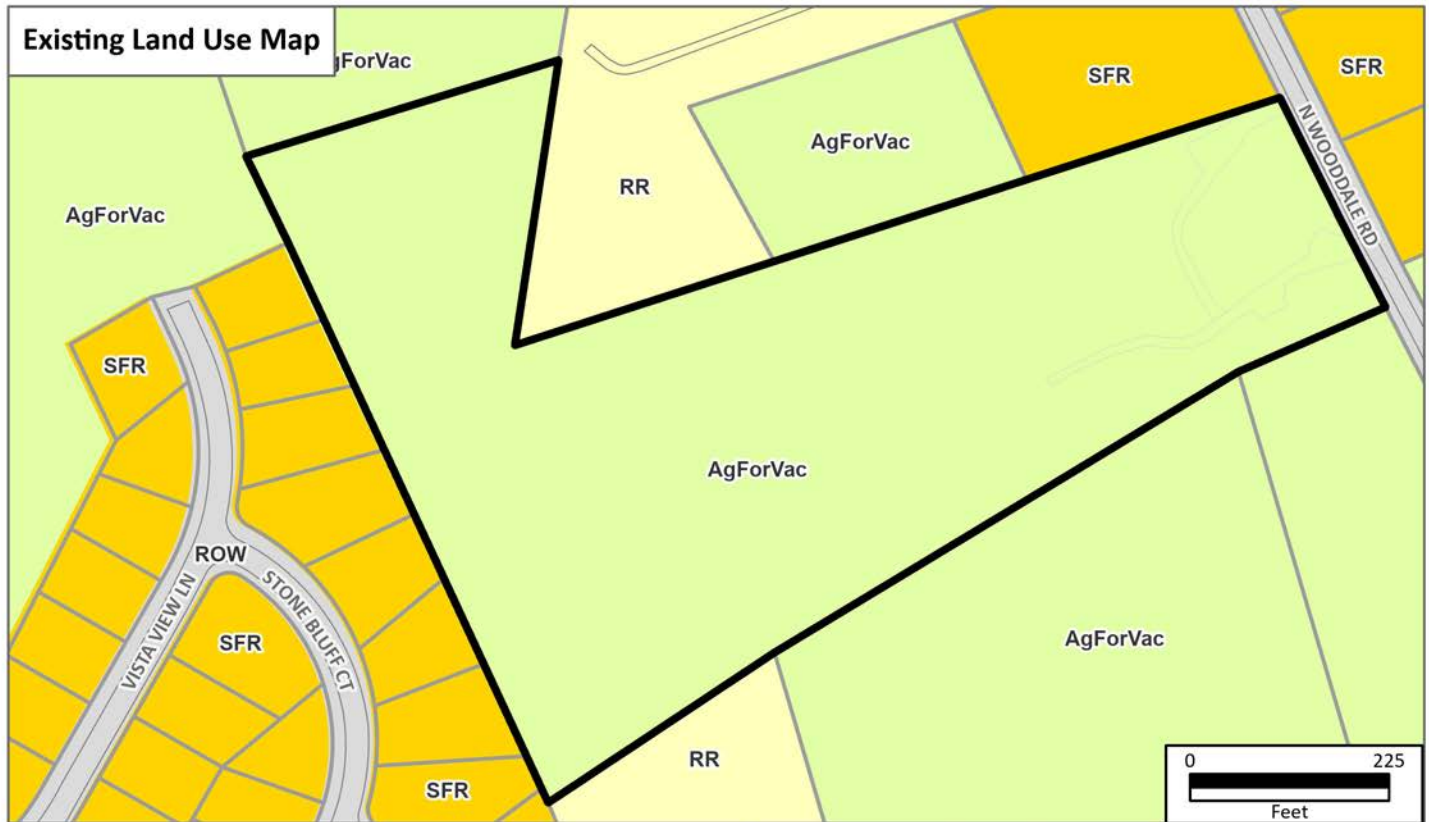 Existing Land Use Map
gForVac
SFR
SFR
AgForVac
RR
N WOODDALE RD
AgForVac
SFR
AgForVac
ROW
STONE BLUFF CT
VISTA VIEW LN
SFR
AgForVac
RR
SFR
0 225
Feet